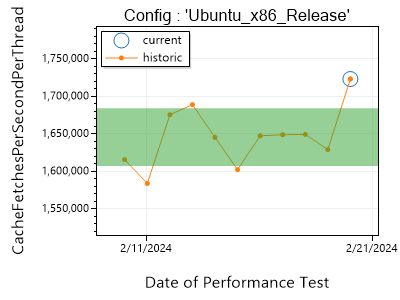 Config : 'Ubuntu_x86_Release'
current
historic
CacheFetchesPerSecondPerThread
1,750,000
1,700,000
1,650,000
1,600,000
1,550,000
2/11/2024
2/21/2024
Date of Performance Test